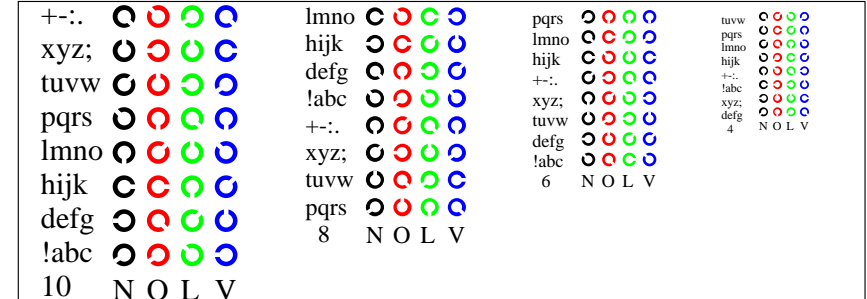 +-:.
xyz;
tuvw
pqrs
lmno
hijk
defg
!abc
10 N O L V
lmno
hijk
defg
!abc
+-:.
xyz;
tuvw
pqrs
8 N O L V
pqrs
lmno
hijk
+-:.
xyz;
tuvw
defg
!abc
6 N O L V
tuvw
pqrs
lmno
hijk
+-:.
!abc
xyz;
defg
4 N O L V